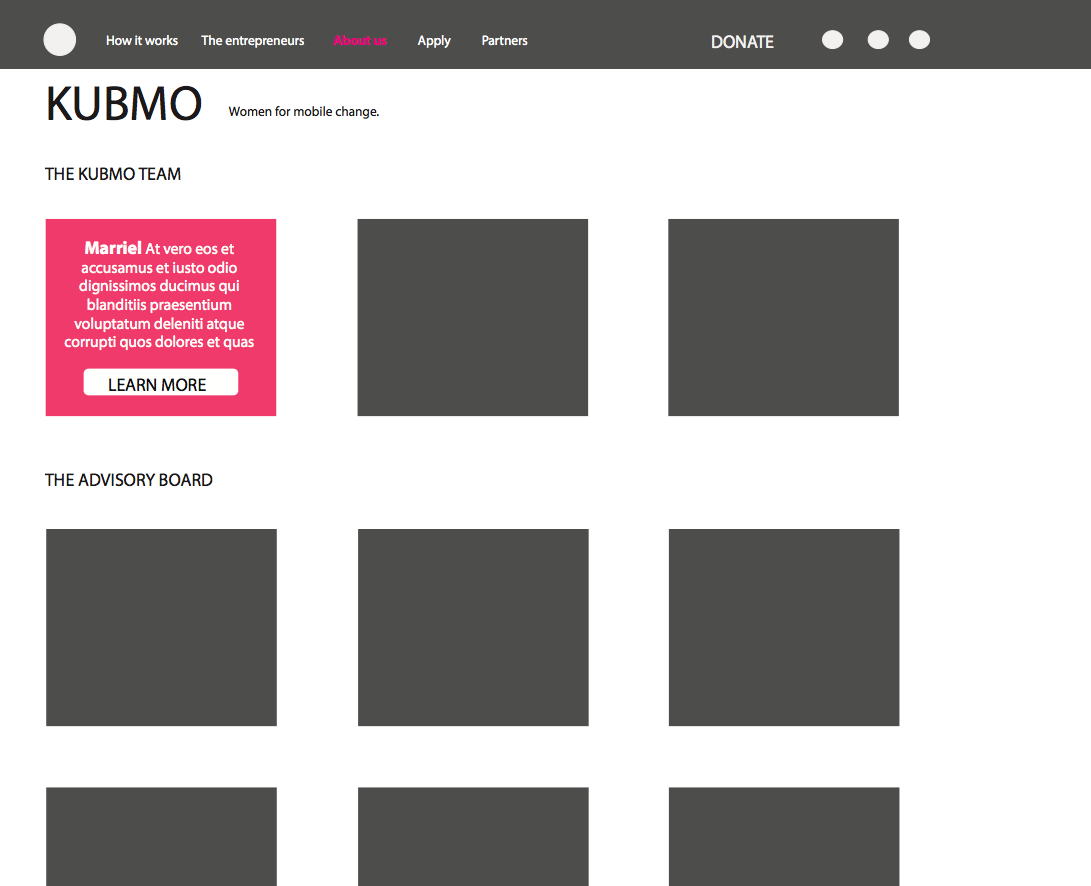 How it works The entrepreneurs About us Apply Partners DONATE
KUBMO Women for mobile change.
THE KUBMO TEAM
Marriel At vero eos et
accusamus et iusto odio
dignissimos ducimus qui
blanditiis praesentium
voluptatum deleniti atque
corrupti quos dolores et quas
LEARN MORE
THE ADVISORY BOARD